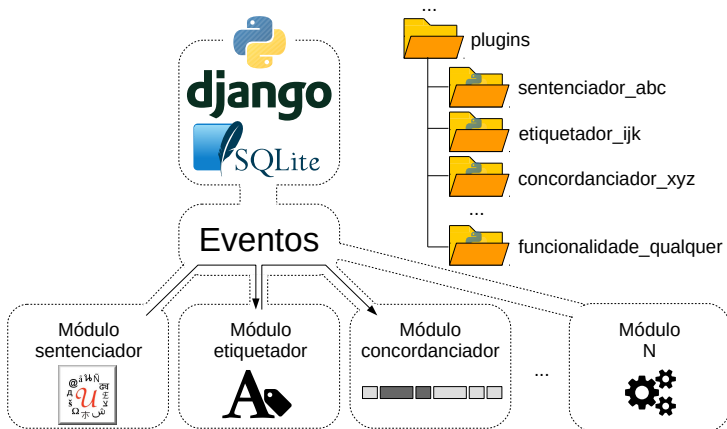 django
SQLite
Eventos
...
plugins
sentenciador_abc
etiquetador_ijk
concordanciador_xyz
...
funcionalidade_qualquer
Módulo
sentenciador
Módulo
etiquetador
A
Módulo
concordanciador
...
Módulo
N